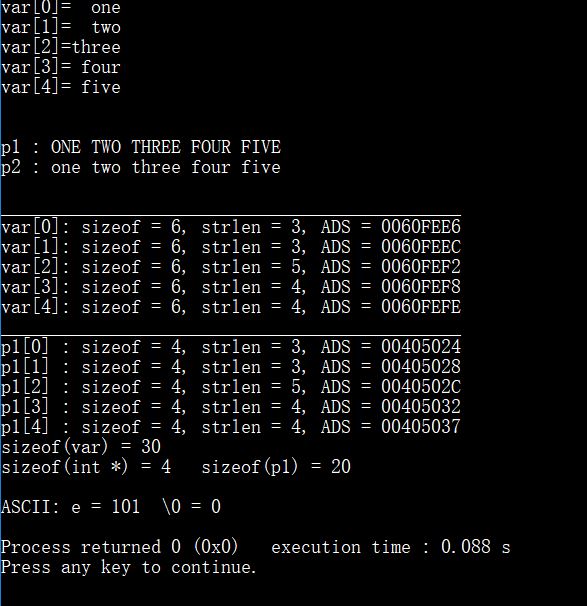 var[0]=  one
var[1]=  two
var[2]=three
var[3]= four
var[4]= five
p1 : ONE TWO THREE FOUR FIVE
p2 : one two three four five
var[0]: sizeof = 6, strlen = 3, ADS = 0060FEE6
var[1]: sizeof = 6, strlen = 3, ADS = 0060FEEC
var[2]: sizeof = 6, strlen = 5, ADS = 0060FEF2
var[3]: sizeof = 6, strlen = 4, ADS = 0060FEF8
var[4]: sizeof = 6, strlen = 4, ADS = 0060FEFE
p1[0] : sizeof = 4, strlen = 3, ADS = 00405024
p1[1] : sizeof = 4, strlen = 3, ADS = 00405028
p1[2] : sizeof = 4, strlen = 5, ADS = 0040502C
p1[3] : sizeof = 4, strlen = 4, ADS = 00405032
p1[4] : sizeof = 4, strlen = 4, ADS = 00405037
sizeof(var) = 30
sizeof(int *) = 4   sizeof(p1) = 20
ASCII: e = 101  \0 = 0
Process returned 0 (0x0)   execution time : 0.088 s
Press any key to continue.